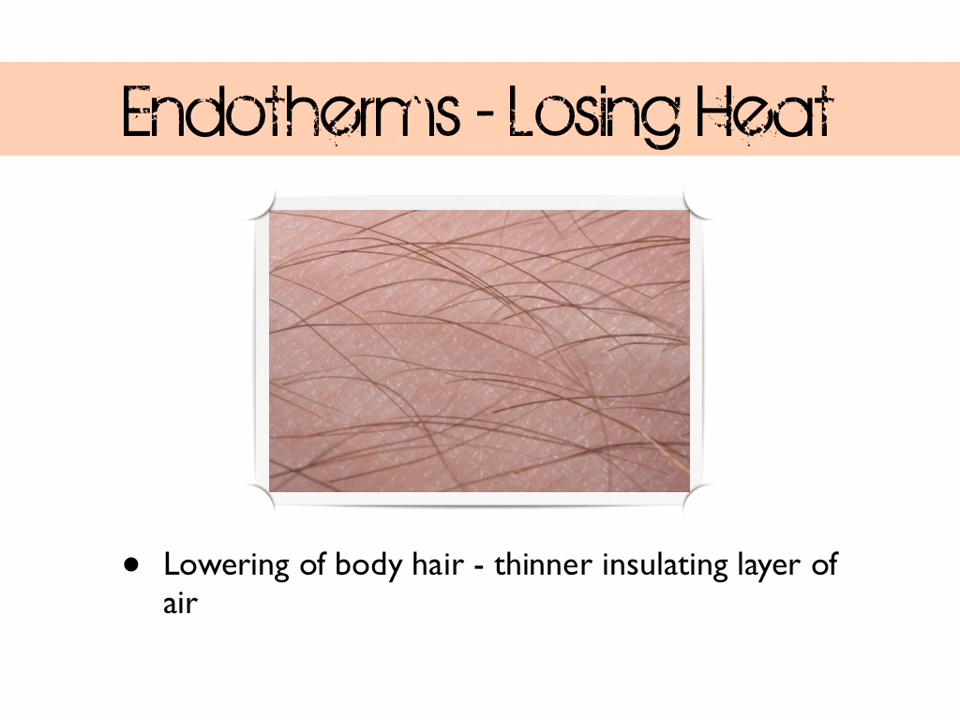 Endotherms - Losing Heat
• Lowering of body hair - thinner insulating layer of
air